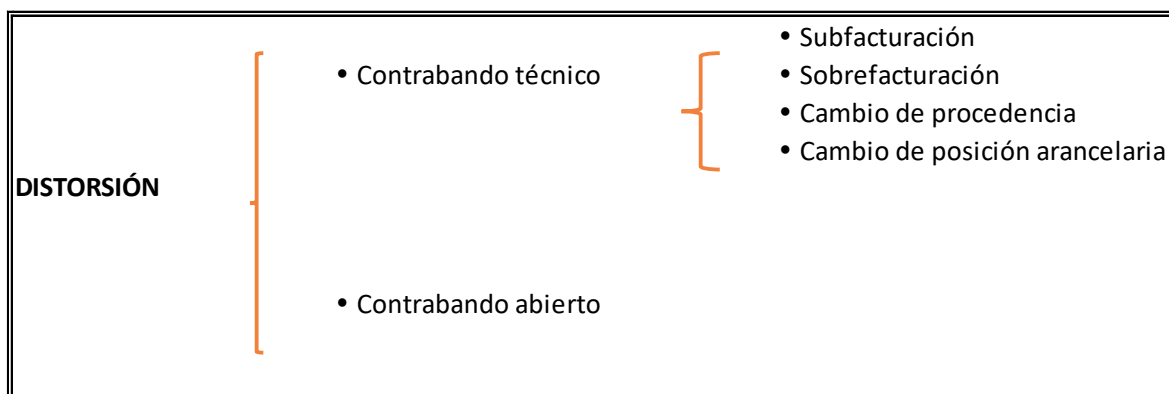 DISTORSIÓN
• Contrabando técnico
• Subfacturación
• Sobrefacturación
• Cambio de procedencia
• Cambio de posición arancelaria
• Contrabando abierto